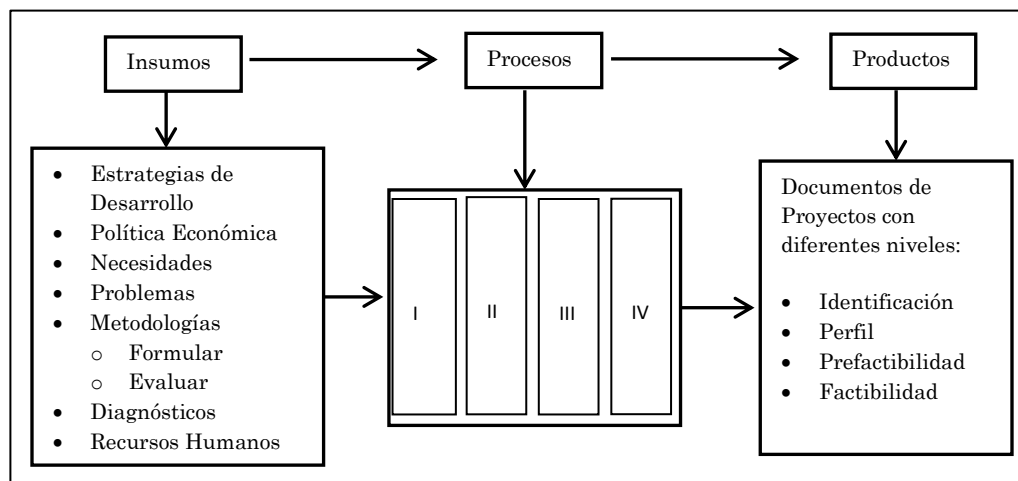 Insumos
Procesos
Productos
• Estrategias de
Desarrollo
• Política Económica
• Necesidades
• Problemas
• Metodologías
o Formular
o Evaluar
• Diagnósticos
• Recursos Humanos
I
II
III
IV
Documentos de
Proyectos con
diferentes niveles:
• Identificación
• Perfil
• Prefactibilidad
• Factibilidad